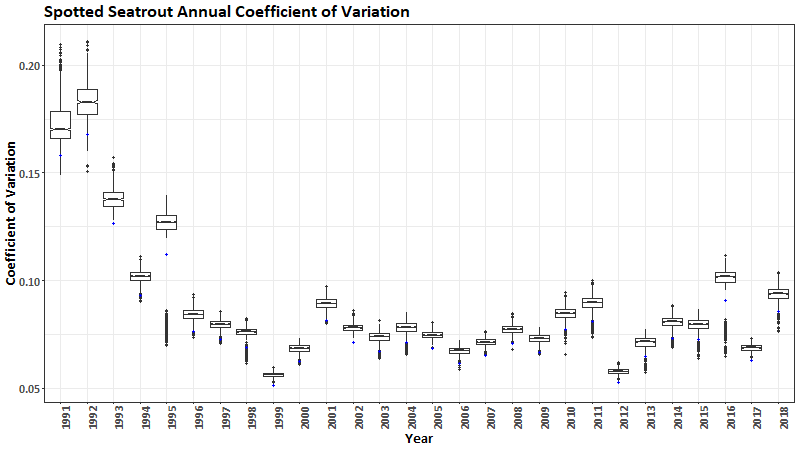 Spotted Seatrout Annual Coefficient of Variation
Coefficient of Variation
0.20
0.15
0.10
0.05
1991 1992 1993 1994 1995 1996 1997 1998 1999 2000 2001 2002 2003 2004 2005 2006 2007 2008 2009 2010 2011 2012 2013 2014 2015 2016 2017 2018
Year